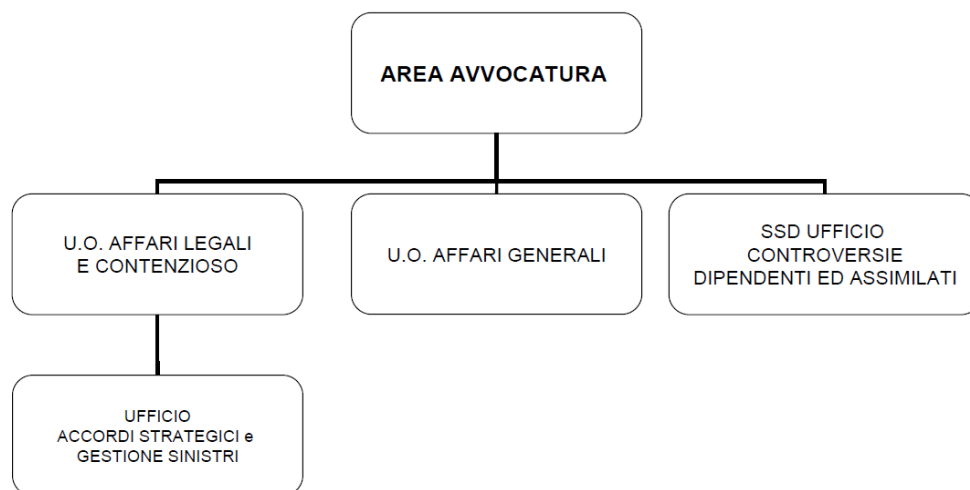 AREA AVVOCATURA
U.O. AFFARI LEGALI
E CONTENZIOSO
U.O. AFFARI GENERALI
SSD UFFICIO
CONTROVERSIE
DIPENDENTI ED ASSIMILATI
UFFICIO
ACCORDI STRATEGICI e
GESTIONE SINISTRI